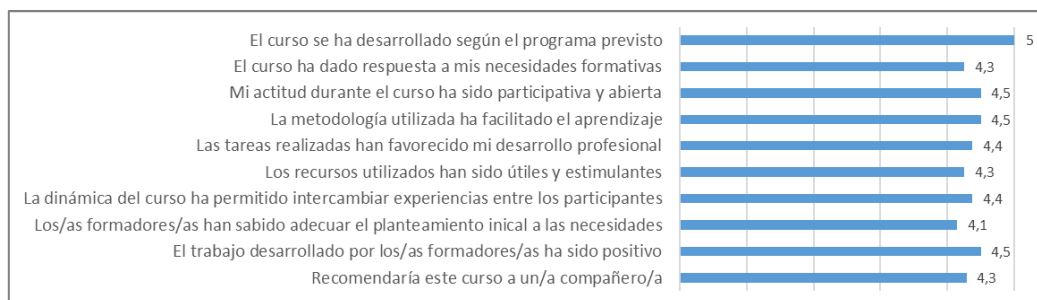 El curso se ha desarrollado según el programa previsto 5
El curso ha dado respuesta a mis necesidades formativas 4,3
Mi actitud durante el curso ha sido participativa y abierta 4,5
La metodología utilizada ha facilitado el aprendizaje 4,5
Las tareas realizadas han favorecido mi desarrollo profesional 4,4
Los recursos utilizados han sido útiles y estimulantes 4,3
La dinámica del curso ha permitido intercambiar experiencias entre los participantes 4,4
Los/as formadores/as han sabido adecuar el planteamiento inical a las necesidades 4,1
El trabajo desarrollado por los/as formadores/as ha sido positivo 4,5
Recomendaría este curso a un/a compañero/a 4,3